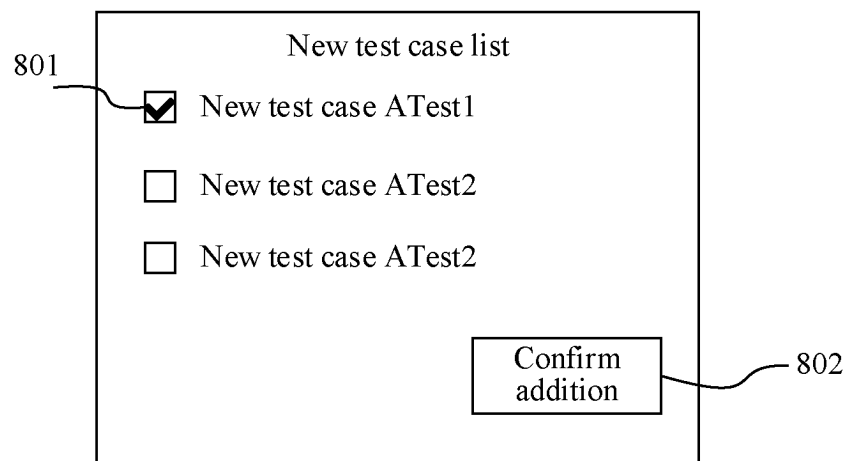 New test case list
801
New test case ATest1
New test case ATest2
New test case ATest2
Confirm
addition
802